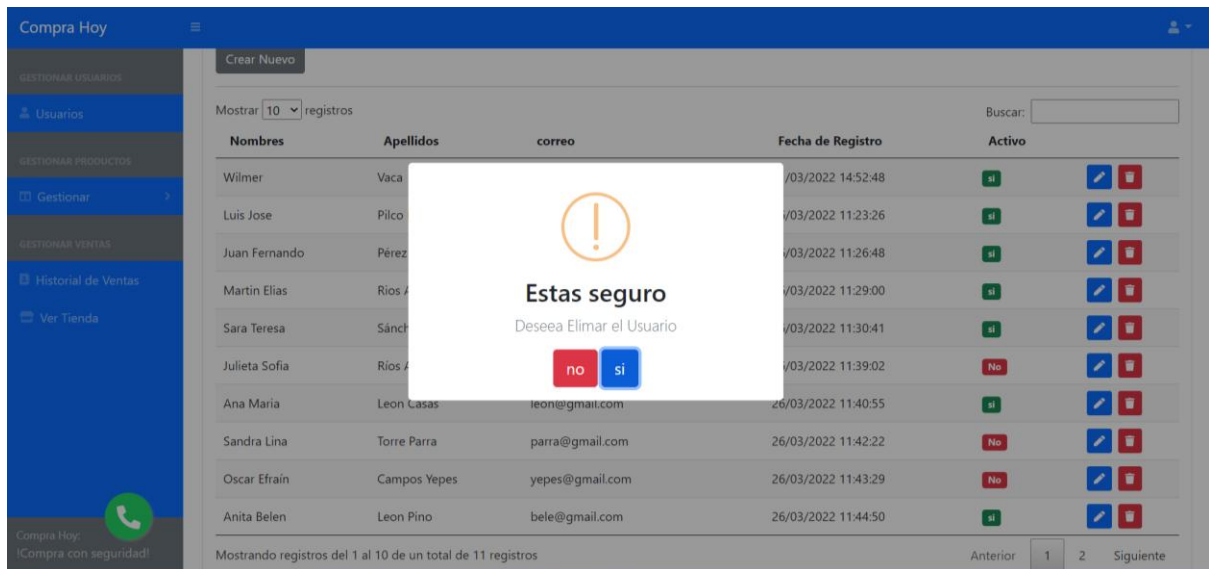 Compra Hoy
Crear Nuevo
GESTIONAR USUARIOS
Usuarios
GESTIONAR PRODUCTOS
Gestionar
GESTIONAR VENTAS
Historial de Ventas
Ver Tienda
Compra Hoy:
!Compra con seguridad!
Mostrar 10 registros Buscar:
Nombres Apellidos correo Fecha de Registro Activo
Wilmer Vaca /03/2022 14:52:48 si
Luis Jose Pilco /03/2022 11:23:26 si
Juan Fernando Pérez /03/2022 11:26:48 si
Martin Elias Rios /03/2022 11:29:00 si
Sara Teresa /03/2022 11:30:41 si
Julieta Sofia Ríos /03/2022 11:39:02 No
Ana Maria Leon Casas leon@gmail.com 26/03/2022 11:40:55 si
Sandra Lina Torre Parra parra@gmail.com 26/03/2022 11:42:22 No
Oscar Efraín Campos Yepes yepes@gmail.com 26/03/2022 11:43:29 No
Anita Belen Leon Pino bele@gmail.com 26/03/2022 11:44:50 si
Mostrando registros del 1 al 10 de un total de 11 registros Anterior 1 2 Siguiente
Estas seguro
Deseea Elimar el Usuario
no si